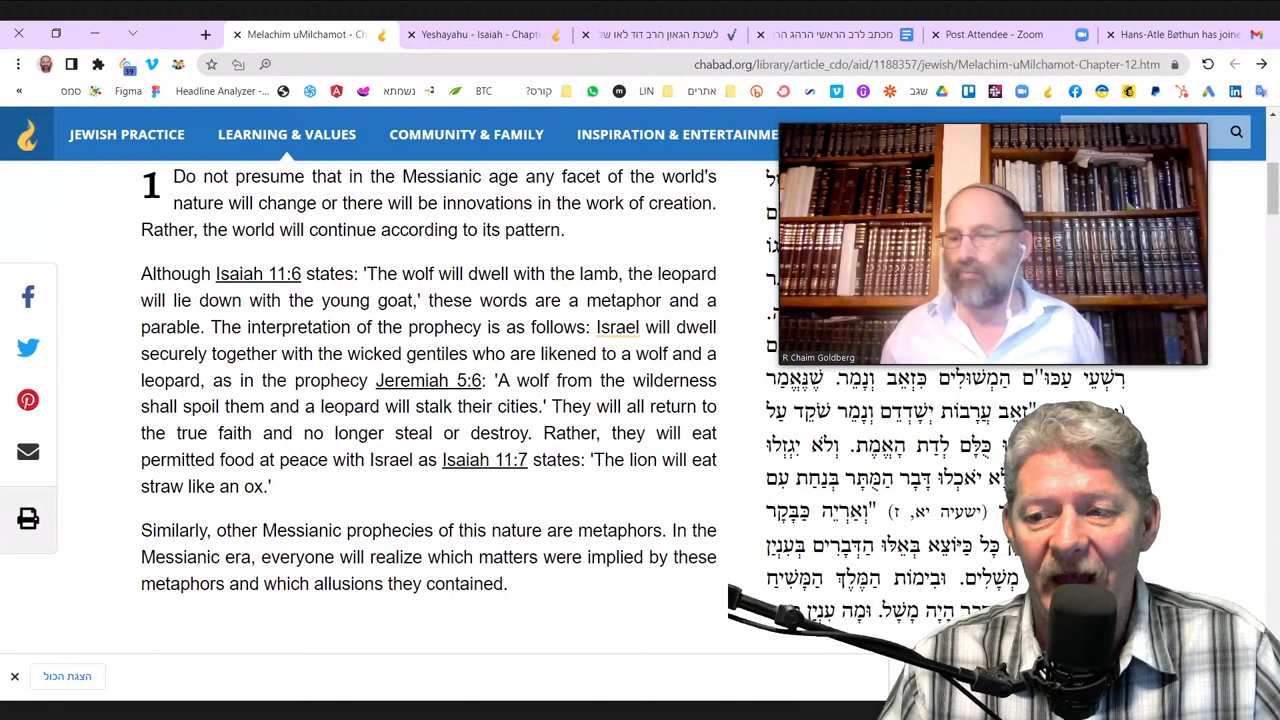 Melachim uMilchamot - Ch
Yeshayahu - Isaiah - Chapte
לשכת הגאון הרב דוד לאו של
מכתב לרב הראשי הרהג הרו
Post Attendee - Zoom
Hans-Atle Bøthun has joine
39
chabad.org/library/article_cdo/aid/1188357/jewish/Melachim-uMilchamot-Chapter-12.htm
סמס
Figma
Headline Analyzer -...
נשמתא
BTC
קורס?
LIN
אתרים
שגב
JEWISH PRACTICE
LEARNING & VALUES
COMMUNITY & FAMILY
INSPIRATION & ENTERTAINME
1 Do not presume that in the Messianic age any facet of the world's
nature will change or there will be innovations in the work of creation.
Rather, the world will continue according to its pattern.
Although Isaiah 11:6 states: 'The wolf will dwell with the lamb, the leopard
will lie down with the young goat,' these words are a metaphor and a
parable. The interpretation of the prophecy is as follows: Israel will dwell
securely together with the wicked gentiles who are likened to a wolf and a
leopard, as in the prophecy Jeremiah 5:6: 'A wolf from the wilderness
shall spoil them and a leopard will stalk their cities.' They will all return to
the true faith and no longer steal or destroy. Rather, they will eat
permitted food at peace with Israel as Isaiah 11:7 states: 'The lion will eat
straw like an ox.'
Similarly, other Messianic prophecies of this nature are metaphors. In the
Messianic era, everyone will realize which matters were implied by these
metaphors and which allusions they contained.
R Chaim Goldberg
רִשְׁעֵי עַכּוּ"ם הַמְשׁוּלִים כִּזְאֵב וְנָמֵר. שֶׁנֶּאֱמַר
"זְאֵב עֲרָבוֹת יְשָׁדְדֵם וְנָמֵר שֹׁקֵד עַל
כֻּלָּם לְדַת הָאֱמֶת. וְלֹא יִגְזְלוּ
יֹאכְלוּ דָּבָר הַמֻּתָּר בְּנַחַת עִם
(ישעיה יא, ז) "וְאַרְיֵה כַּבָּקָר
כָּל כַּיּוֹצֵא בְּאֵלּוּ הַדְּבָרִים בְּעִנְיַן
מְשָׁלִים. וּבִימוֹת הַמֶּלֶךְ הַמָּשִׁיחַ
הָיָה מָשָׁל. וּמָה עִנְיָן
הצגת הכול